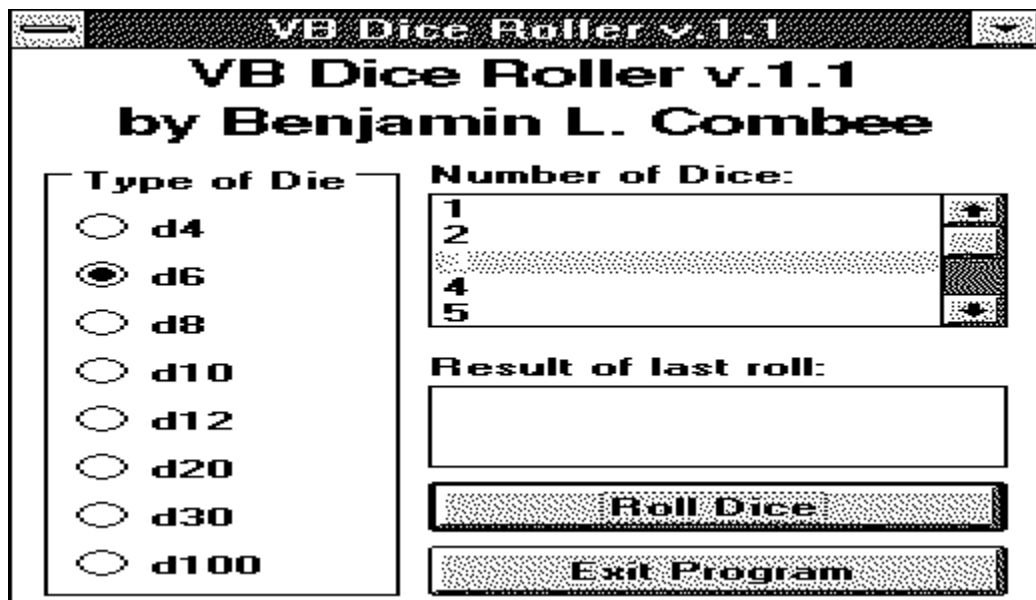 VB Dice Roller v.1.1
VB Dice Roller v.1.1
by Benjamin L. Combee
Type of Die
d4
d6
d8
d10
d12
d20
d30
d100
Number of Dice:
1
2
4
5
Result of last roll:
Roll Dice
Exit Program